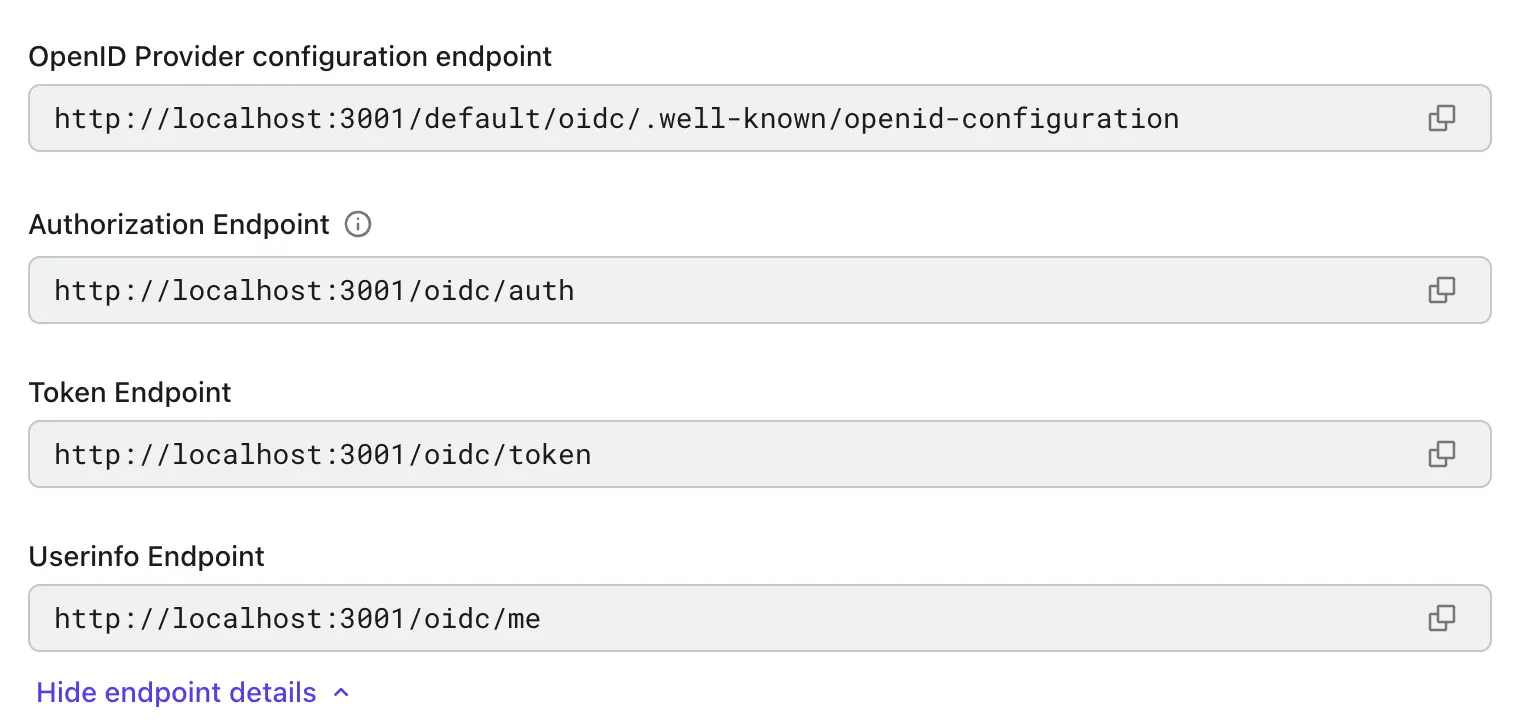 OpenID Provider configuration endpoint
http://localhost:3001/default/oidc/.well-known/openid-configuration
Authorization Endpoint
http://localhost:3001/oidc/auth
Token Endpoint
http://localhost:3001/oidc/token
Userinfo Endpoint
http://localhost:3001/oidc/me
Hide endpoint details